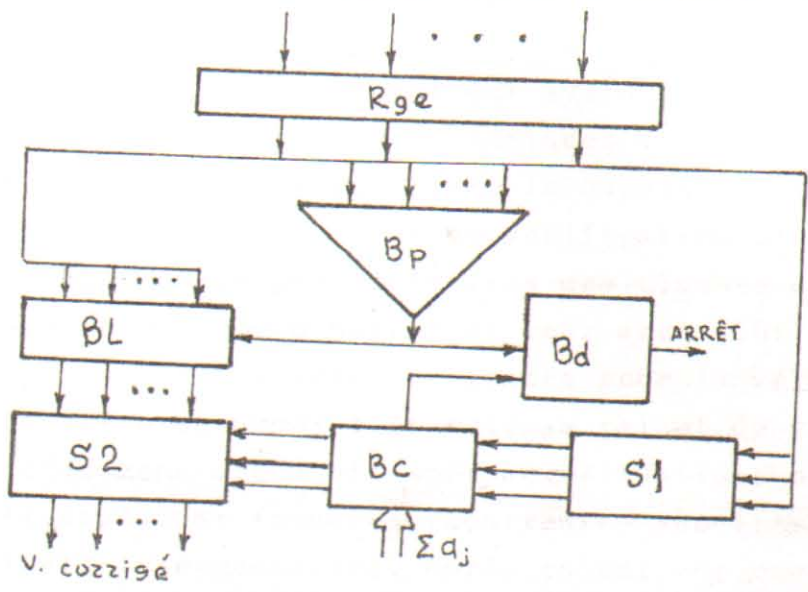 Rge
Bp
BL
Bd
ARRÊT
S2
Bc
S1
Σaj
V. corrigé